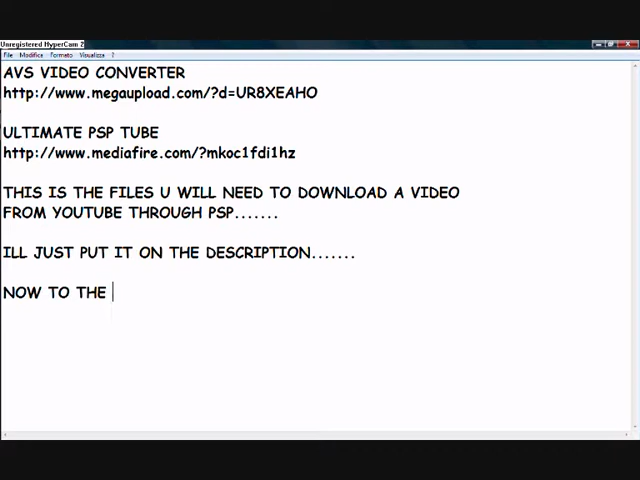 Unregistered HyperCam 2
File Modifica Formato Visualizza ?
AVS VIDEO CONVERTER
http://www.megaupload.com/?d=UR8XEAHO
ULTIMATE PSP TUBE
http://www.mediafire.com/?mkoc1fdi1hz
THIS IS THE FILES U WILL NEED TO DOWNLOAD A VIDEO
FROM YOUTUBE THROUGH PSP.......
ILL JUST PUT IT ON THE DESCRIPTION.......
NOW TO THE